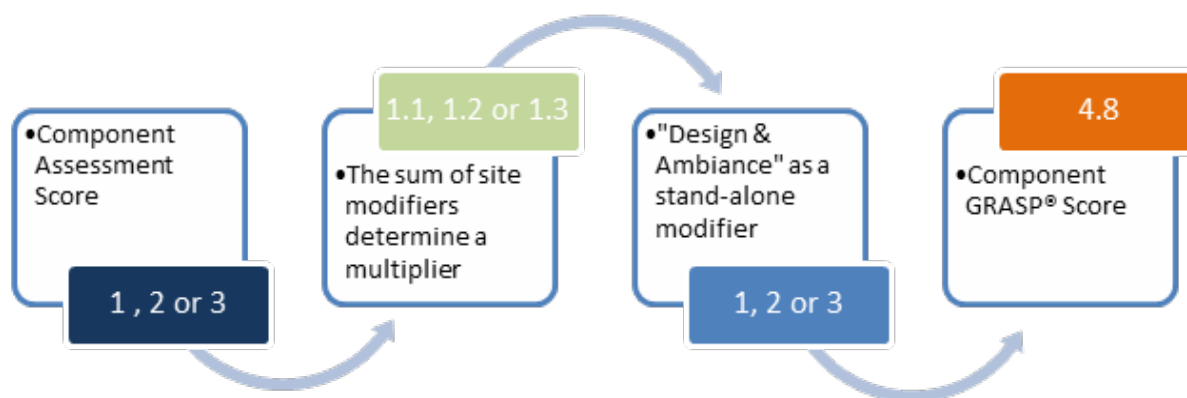 •Component
Assessment
Score
1 , 2 or 3
1.1, 1.2 or 1.3
•The sum of site
modifiers
determine a
multiplier
•"Design &
Ambiance" as a
stand-alone
modifier
1, 2 or 3
4.8
•Component
GRASP® Score